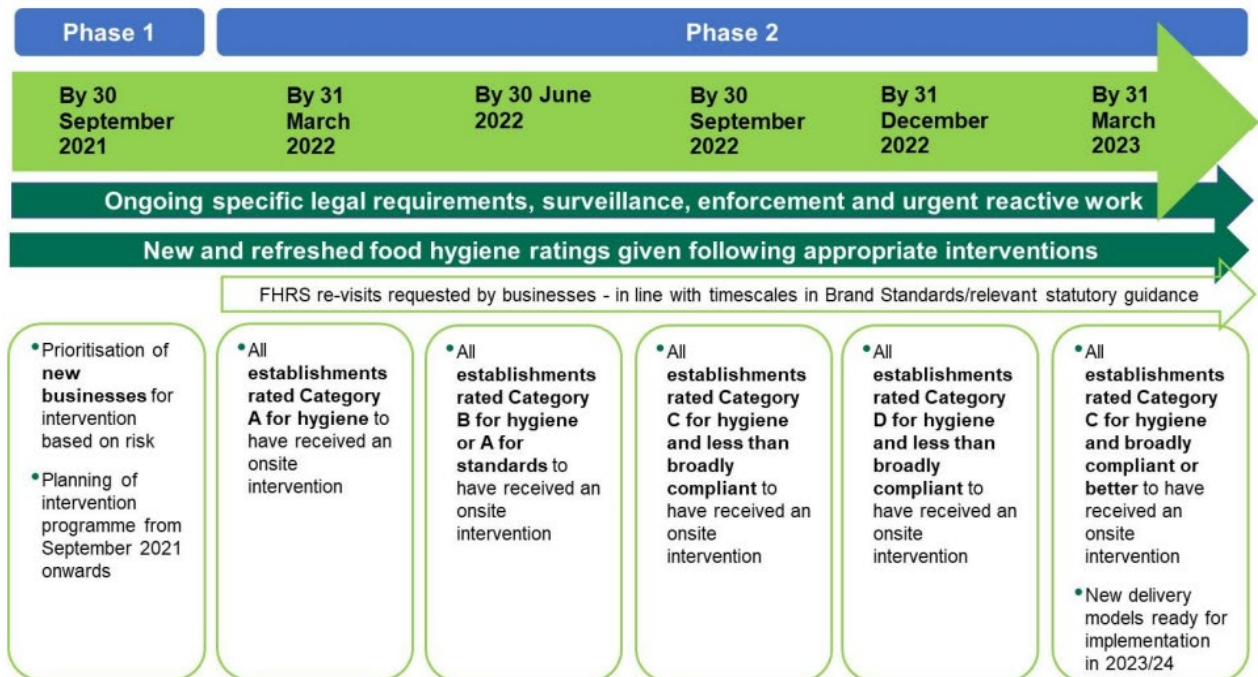 Phase 1
Phase 2
By 30
September
2021
By 31
March
2022
By 30 June
2022
By 30
September
2022
By 31
December
2022
By 31
March
2023
Ongoing specific legal requirements, surveillance, enforcement and urgent reactive work
New and refreshed food hygiene ratings given following appropriate interventions
FHRS re-visits requested by businesses - in line with timescales in Brand Standards/relevant statutory guidance
•Prioritisation of
new
businesses for
intervention
based on risk
•Planning of
intervention
programme from
September 2021
onwards
•All
establishments
rated Category
A for hygiene to
have received an
onsite
intervention
•All
establishments
rated Category
B for hygiene
or A for
standards to
have received an
onsite
intervention
•All
establishments
rated Category
C for hygiene
and less than
broadly
compliant to
have received an
onsite
intervention
•All
establishments
rated Category
D for hygiene
and less than
broadly
compliant to
have received an
onsite
intervention
•All
establishments
rated Category
C for hygiene
and broadly
compliant or
better to have
received an
onsite
intervention
•New delivery
models ready for
implementation
in 2023/24